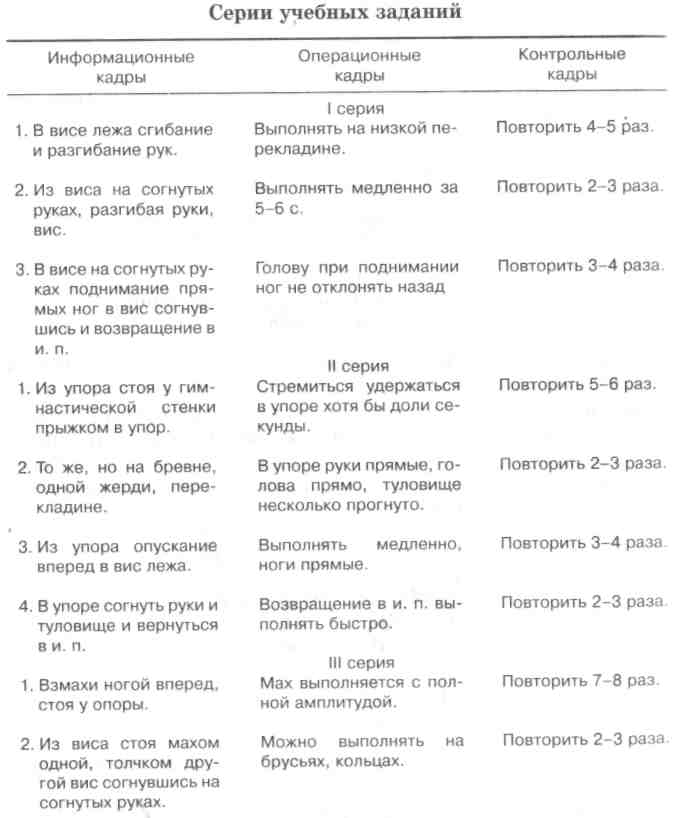 Серии учебных заданий
Информационные кадры
Операционные кадры
Контрольные кадры
I серия
1. В висе лежа сгибание
и разгибание рук.
Выполнять на низкой пе-
рекладине.
Повторить 4–5 раз.
2. Из виса на согнутых
руках, разгибая руки,
вис.
Выполнять медленно за
5–6 с.
Повторить 2–3 раза.
3. В висе на согнутых ру-
ках поднимание пря-
мых ног в вис согнув-
шись и возвращение в
и. п.
Голову при поднимании
ног не отклонять назад
Повторить 3–4 раза.
II серия
1. Из упора стоя у гим-
настической стенки
прыжком в упор.
Стремиться удержаться
в упоре хотя бы доли се-
кунды.
Повторить 5–6 раз.
2. То же, но на бревне,
одной жерди, пере-
кладине.
В упоре руки прямые, го-
лова прямо, туловище
несколько прогнуто.
Повторить 2–3 раза.
3. Из упора опускание
вперед в вис лежа.
Выполнять медленно,
ноги прямые.
Повторить 3–4 раза.
4. В упоре согнуть руки и
туловище и вернуться
в и. п.
Возвращение в и. п. вы-
полнять быстро.
Повторить 2–3 раза.
III серия
1. Взмахи ногой вперед,
стоя у опоры.
Мах выполняется с пол-
ной амплитудой.
Повторить 7–8 раз.
2. Из виса стоя махом
одной, толчком дру-
гой вис согнувшись на
согнутых руках.
Можно выполнять на
брусьях, кольцах.
Повторить 2–3 раза.